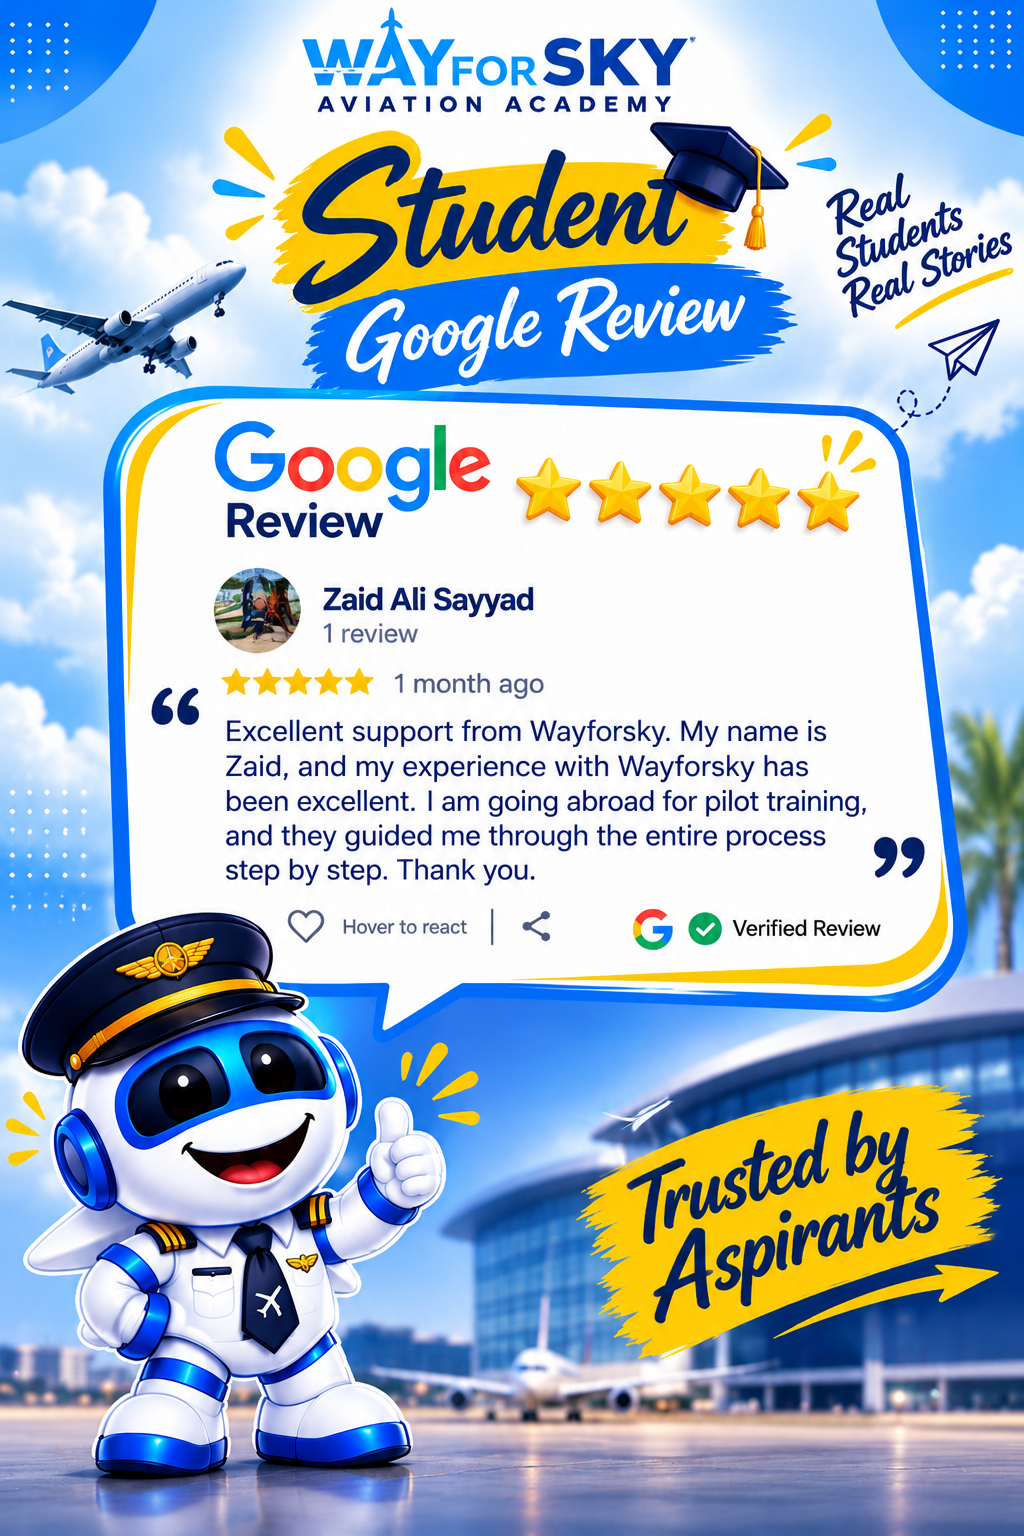 WAYFORSKY
AVIATION ACADEMY
Student
Google Review
Real
Students
Real Stories
Google
Review
Zaid Ali Sayyad
1 review
1 month ago
“
Excellent support from Wayforsky. My name is
Zaid, and my experience with Wayforsky has
been excellent. I am going abroad for pilot training,
and they guided me through the entire process
step by step. Thank you.
”
Hover to react
G
Verified Review
Trusted by
Aspirants